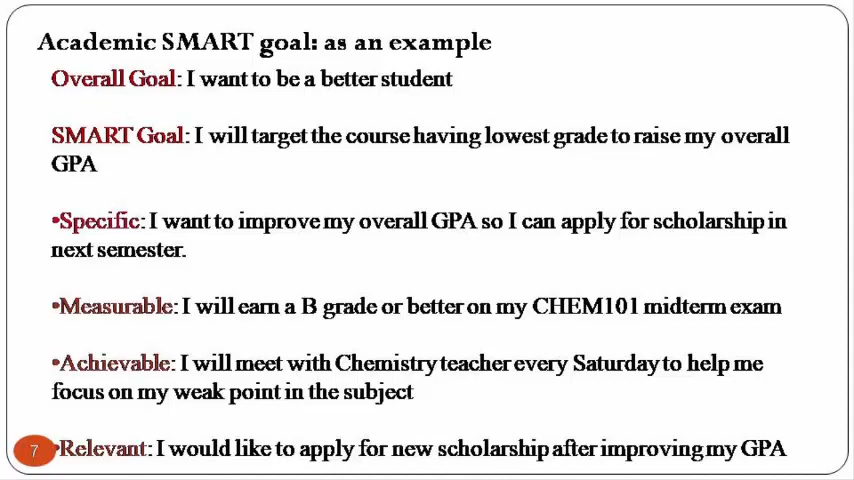 Academic SMART goal: as an example
Overall Goal: I want to be a better student
SMART Goal: I will target the course having lowest grade to raise my overall
GPA
•Specific: I want to improve my overall GPA so I can apply for scholarship in
next semester.
•Measurable: I will earn a B grade or better on my CHEM101 midterm exam
•Achievable: I will meet with Chemistry teacher every Saturday to help me
focus on my weak point in the subject
7 •Relevant: I would like to apply for new scholarship after improving my GPA